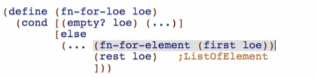 (define (fn-for-loe loe)
(cond [(empty? loe) (...)]
[else
(... (fn-for-element (first loe))
(rest loe) ;ListOfElement
]))